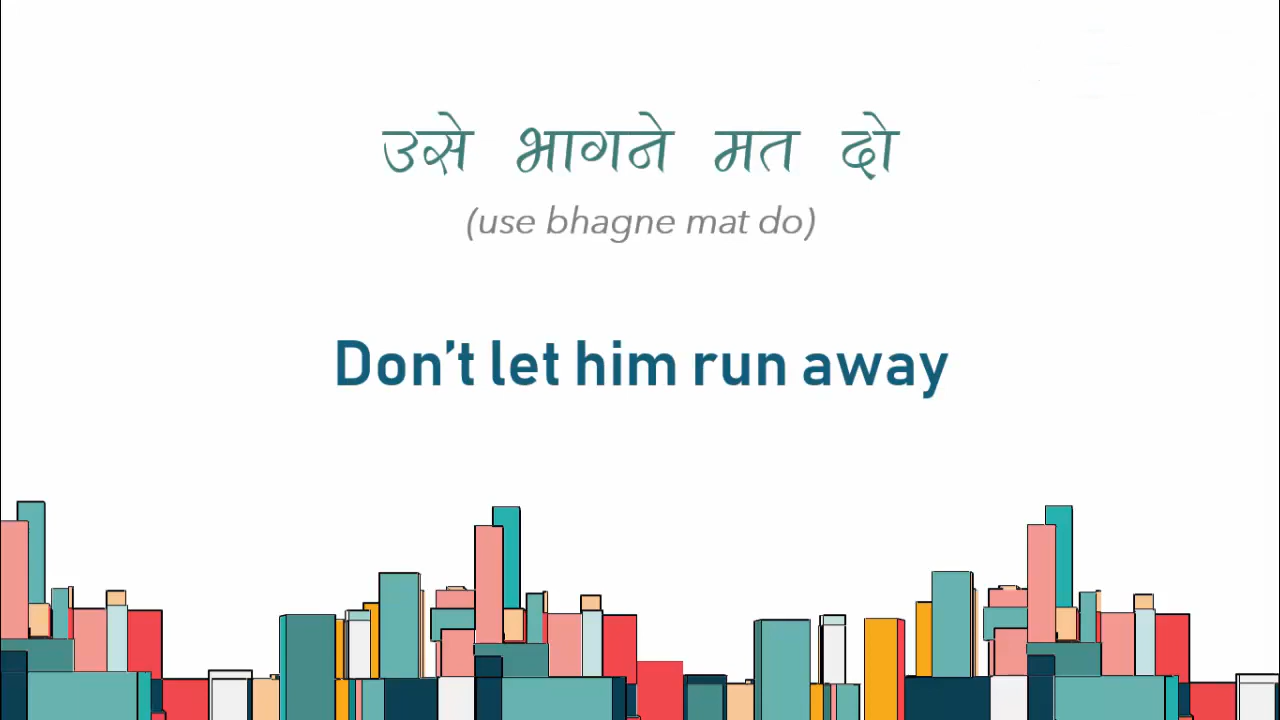 उसे भागने मत दो
(use bhagne mat do)
Don't let him run away